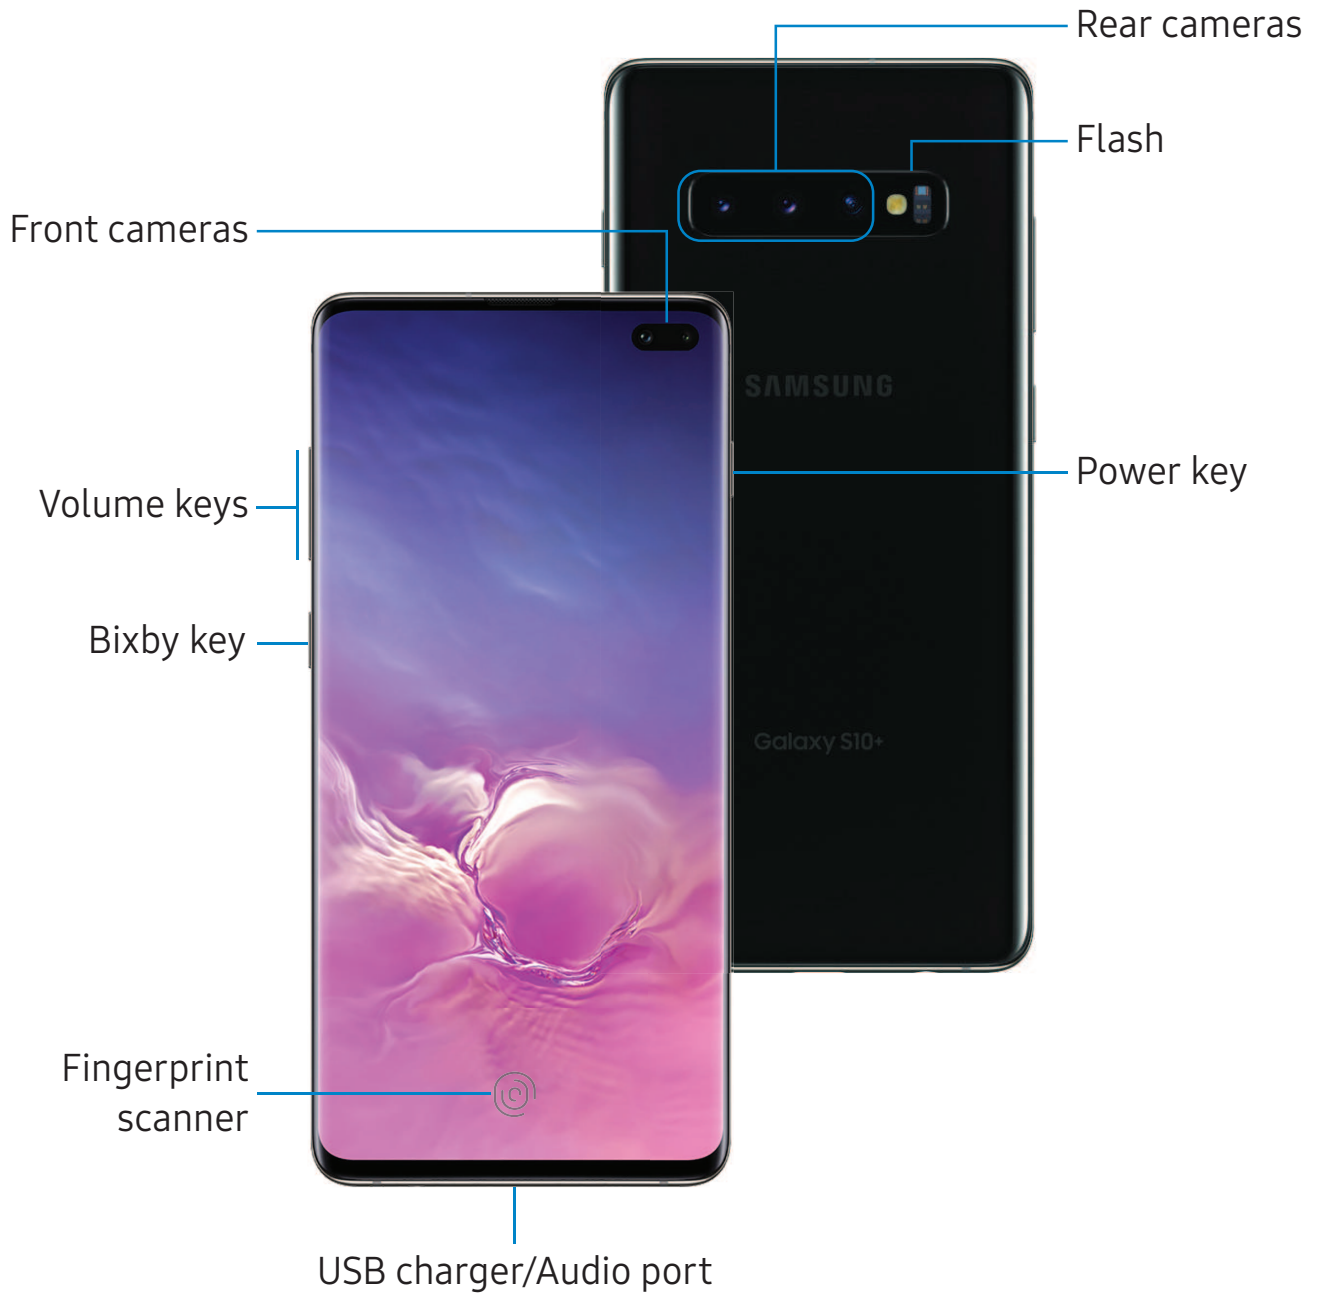 Rear cameras
Flash
Front cameras
SAMSUNG
Power key
Volume keys
Bixby key
Galaxy S10+
Fingerprint
scanner
USB charger/Audio port